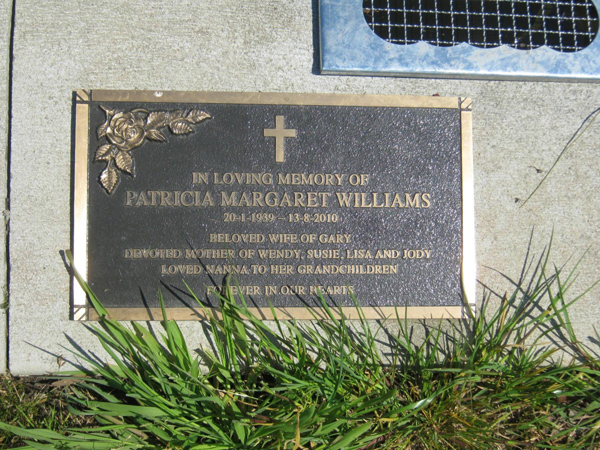 IN LOVING MEMORY OF
PATRICIA MARGARET WILLIAMS
20-1-1939 – 13-8-2010
BELOVED WIFE OF GARY
DEVOTED MOTHER OF WENDY, SUSIE, LISA AND JODY
LOVED NANNA TO HER GRANDCHILDREN
FOREVER IN OUR HEARTS